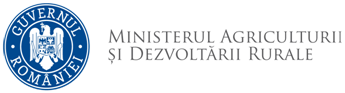 GUVERNUL
ROMÂNIEI
MINISTERUL AGRICULTURII
ȘI DEZVOLTĂRII RURALE